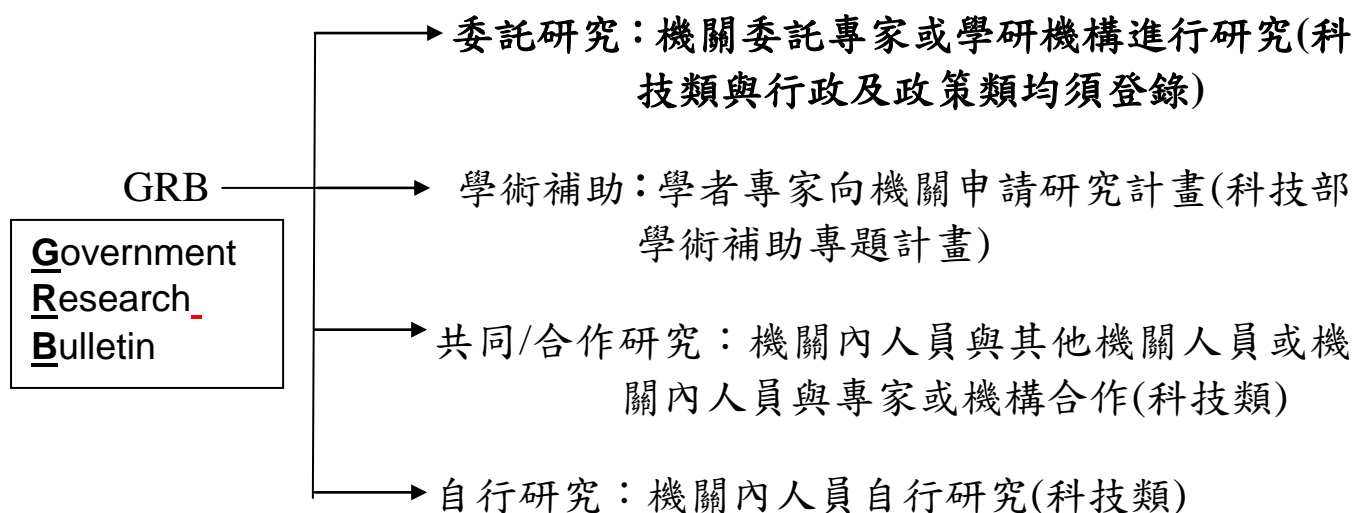 委託研究：機關委託專家或學研機構進行研究(科
技類與行政及政策類均須登錄)
GRB
學術補助：學者專家向機關申請研究計畫(科技部
學術補助專題計畫)
Government
Research
Bulletin
共同/合作研究：機關內人員與其他機關人員或機
關內人員與專家或機構合作(科技類)
自行研究：機關內人員自行研究(科技類)